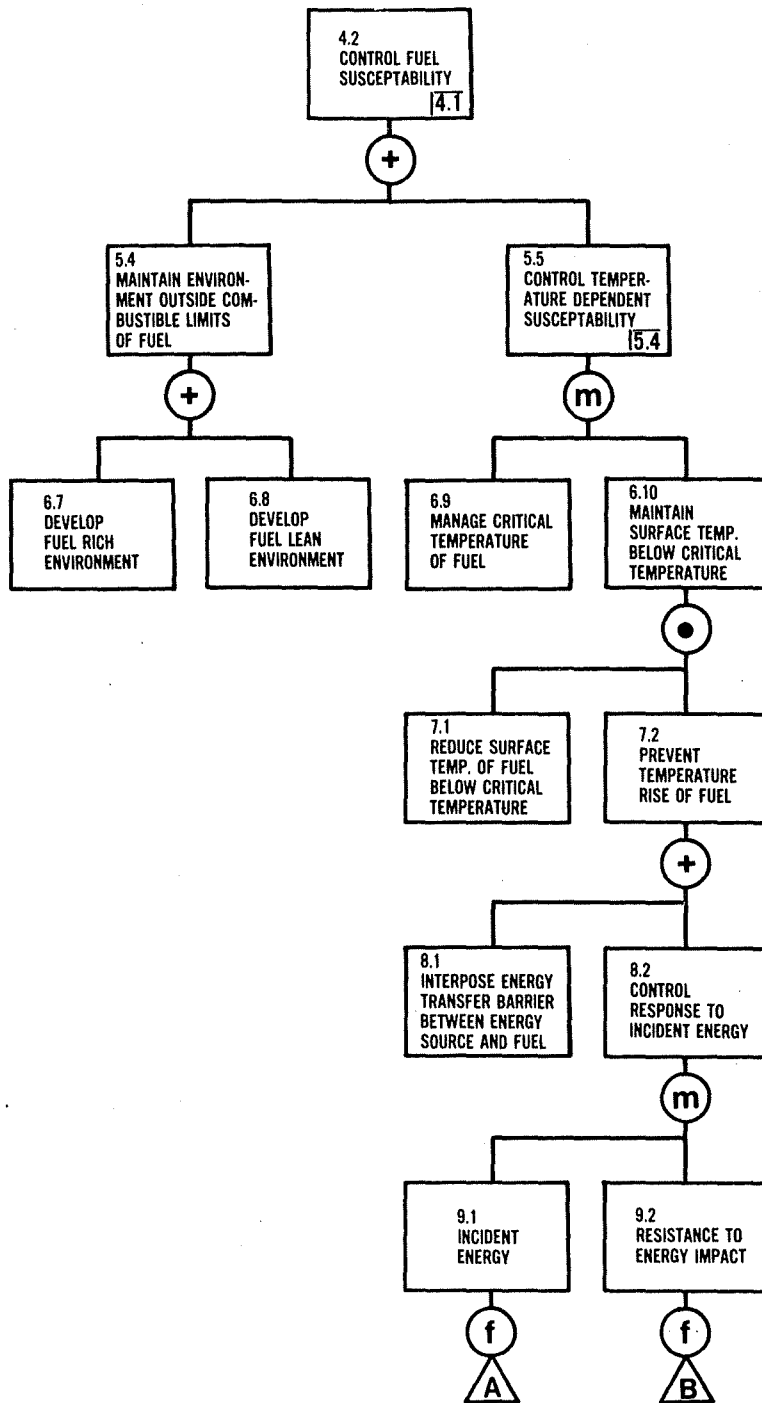 4.2
CONTROL FUEL
SUSCEPTABILITY
4.1
+
5.4
MAINTAIN ENVIRON-
MENT OUTSIDE COM-
BUSTIBLE LIMITS
OF FUEL
5.5
CONTROL TEMPER-
ATURE DEPENDENT
SUSCEPTABILITY
5.4
+
m
6.7
DEVELOP
FUEL RICH
ENVIRONMENT
6.8
DEVELOP
FUEL LEAN
ENVIRONMENT
6.9
MANAGE CRITICAL
TEMPERATURE
OF FUEL
6.10
MAINTAIN
SURFACE TEMP.
BELOW CRITICAL
TEMPERATURE
7.1
REDUCE SURFACE
TEMP. OF FUEL
BELOW CRITICAL
TEMPERATURE
7.2
PREVENT
TEMPERATURE
RISE OF FUEL
+
8.1
INTERPOSE ENERGY
TRANSFER BARRIER
BETWEEN ENERGY
SOURCE AND FUEL
8.2
CONTROL
RESPONSE TO
INCIDENT ENERGY
m
9.1
INCIDENT
ENERGY
9.2
RESISTANCE TO
ENERGY IMPACT
f
f
A
B